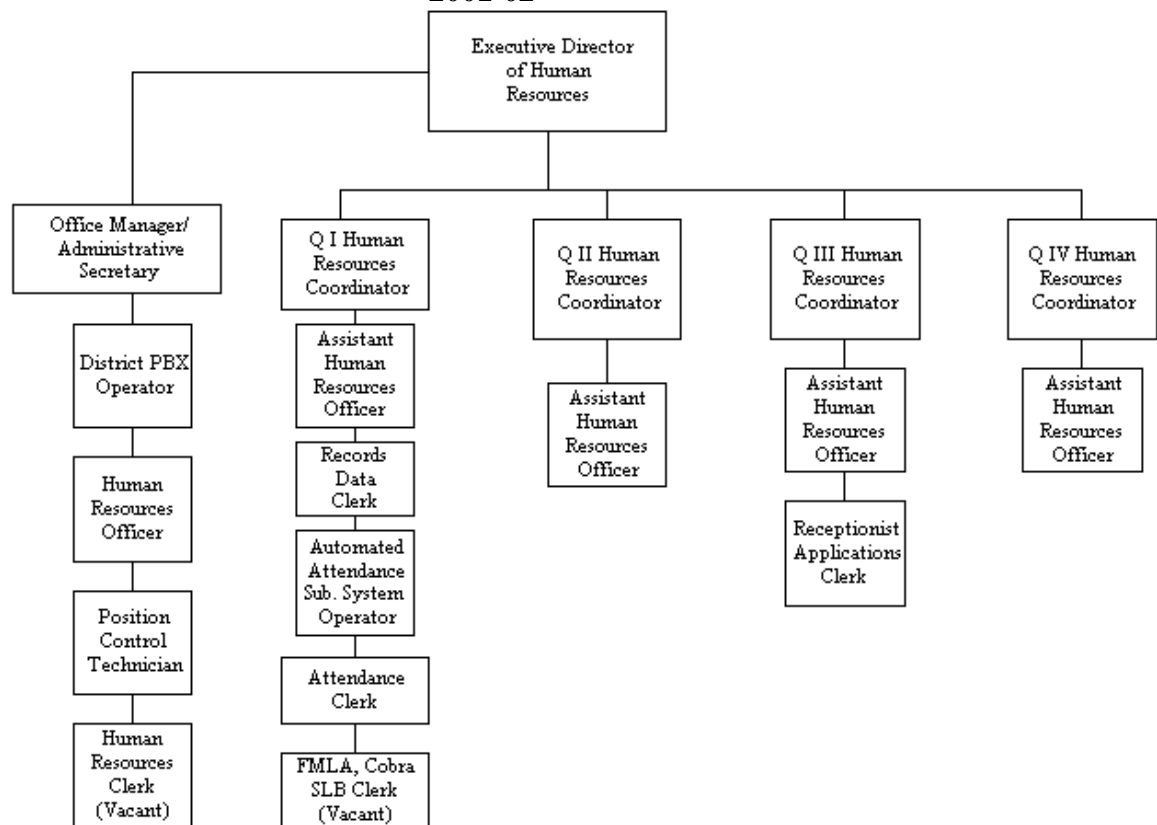 2001-02
Executive Director
of Human
Resources
Office Manager/
Administrative
Secretary
District PBX
Operator
Human
Resources
Officer
Position
Control
Technician
Human
Resources
Clerk
(Vacant)
Q I Human
Resources
Coordinator
Assistant
Human
Resources
Officer
Records
Data
Clerk
Automated
Attendance
Sub. System
Operator
Attendance
Clerk
FMLA, Cobra
SLB Clerk
(Vacant)
Q II Human
Resources
Coordinator
Assistant
Human
Resources
Officer
Q III Human
Resources
Coordinator
Assistant
Human
Resources
Officer
Receptionist
Applications
Clerk
Q IV Human
Resources
Coordinator
Assistant
Human
Resources
Officer